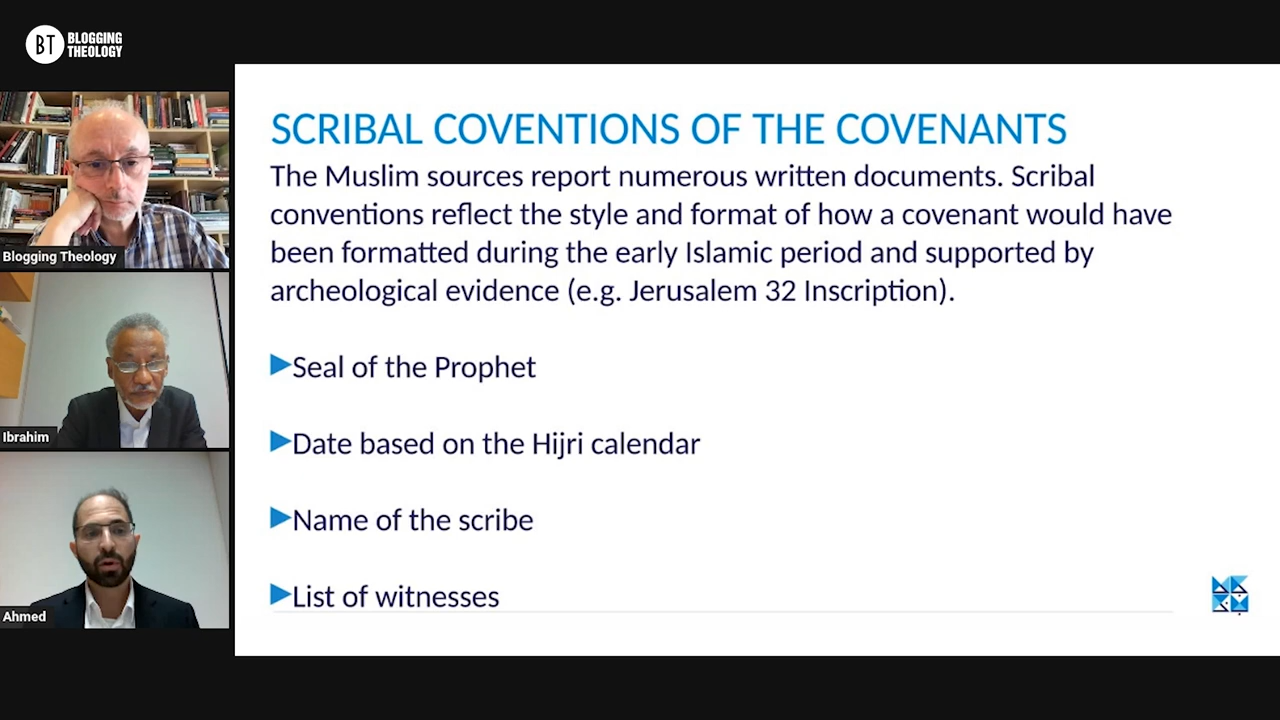 BT BLOGGING
THEOLOGY
Blogging Theology
Ibrahim
Ahmed
SCRIBAL COVENTIONS OF THE COVENANTS
The Muslim sources report numerous written documents. Scribal
conventions reflect the style and format of how a covenant would have
been formatted during the early Islamic period and supported by
archeological evidence (e.g. Jerusalem 32 Inscription).
Seal of the Prophet
Date based on the Hijri calendar
Name of the scribe
List of witnesses